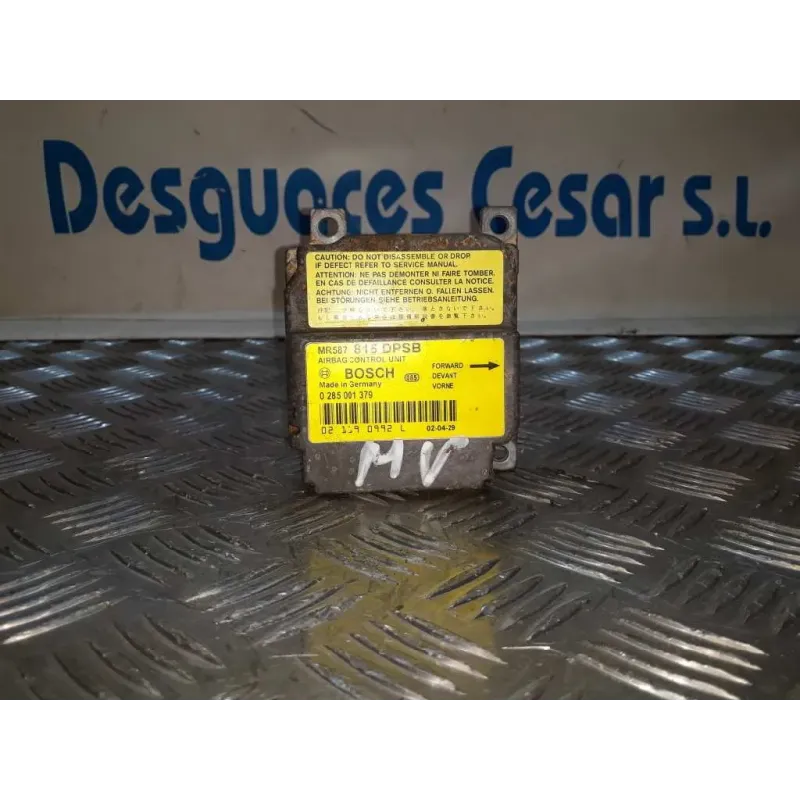 Desguaces Cesar S.L.
CAUTION: DO NOT DISASSEMBLE OR DROP.
IF DEFECT REFER TO SERVICE MANUAL.
ATTENTION: NE PAS DEMONTER NI FAIRE TOMBER.
EN CAS DE DEFAILLANCE CONSULTER LA NOTICE.
ACHTUNG: NICHT ENTFERNEN O. FALLEN LASSEN.
BEI STÖRUNGEN SIEHE BETRIEBSANLEITUNG.
MR587 815 DPSB
AIRBAG CONTROL UNIT
BOSCH
Made in Germany
0 285 001 379
FORWARD
DEVANT
VORNE
0992 L
02-04-29
MV